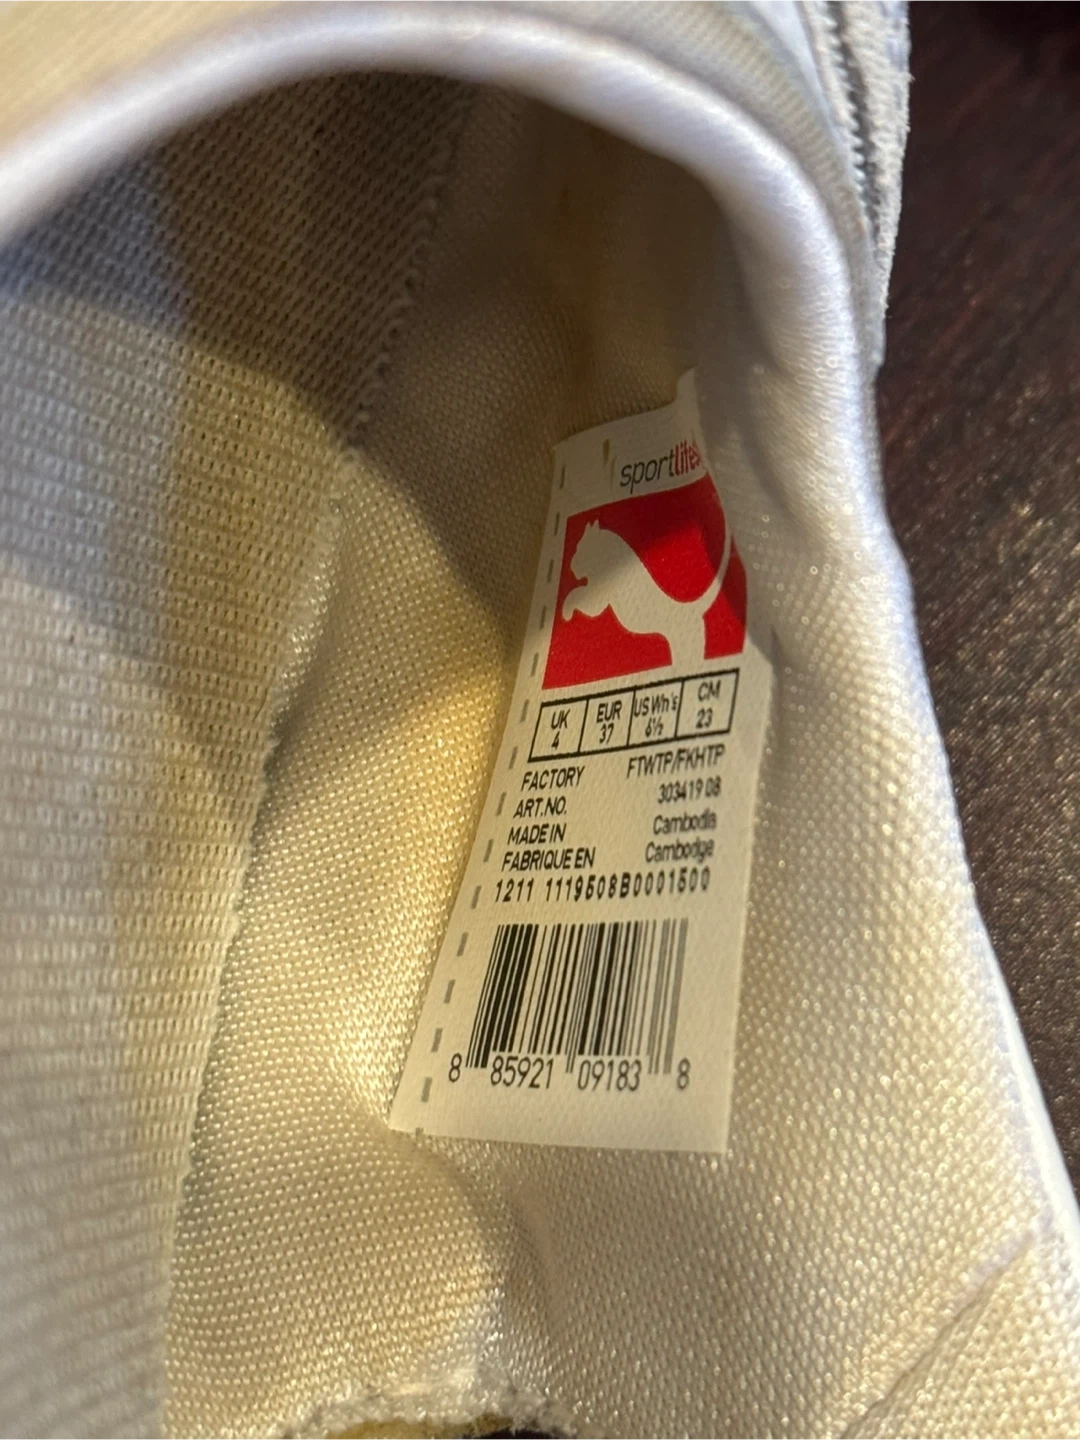 sportlifes
UK EUR US Wn's CM
4 37 6½ 23
FACTORY FTWTP/FKHTP
ART.NO. 303419 08
MADE IN Cambodia
FABRIQUE EN Cambodge
1211 1119508B0001500
8 85921 09183 8